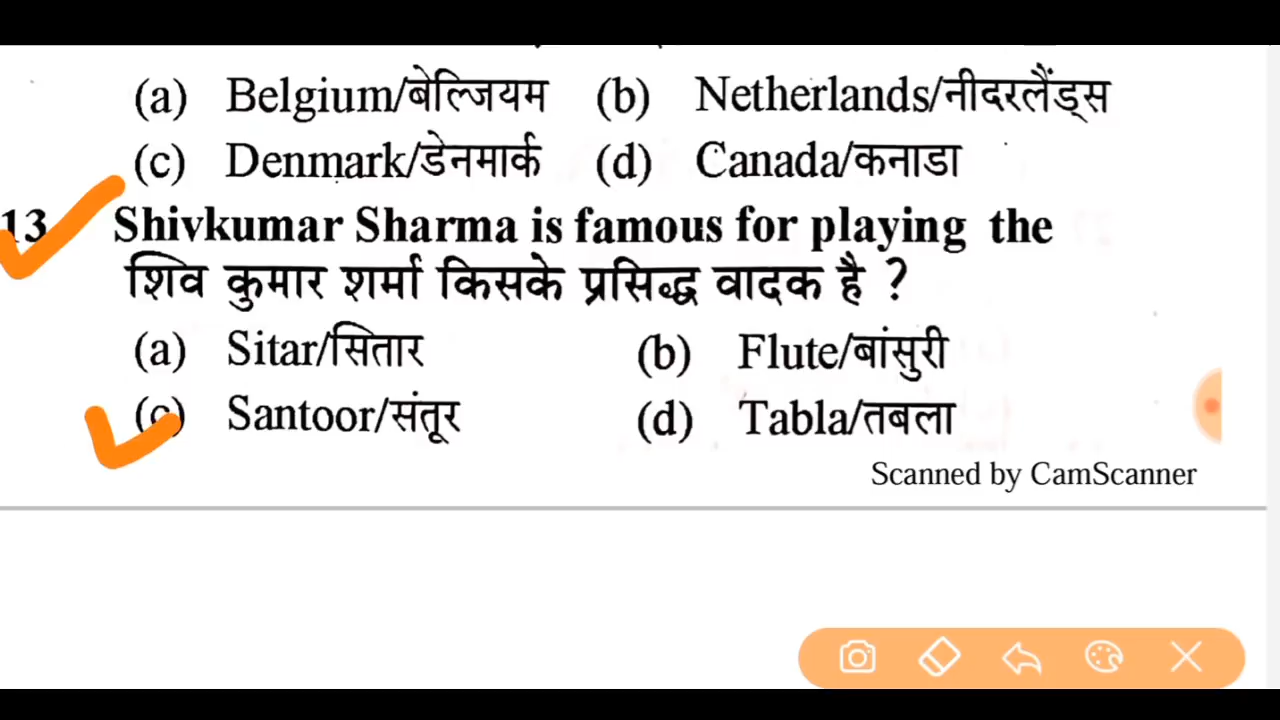 (a) Belgium/बेल्जियम (b) Netherlands/नीदरलैंड्स
(c) Denmark/डेनमार्क (d) Canada/कनाडा
13 Shivkumar Sharma is famous for playing the
शिव कुमार शर्मा किसके प्रसिद्ध वादक है ?
(a) Sitar/सितार (b) Flute/बांसुरी
(c) Santoor/संतूर (d) Tabla/तबला
Scanned by CamScanner